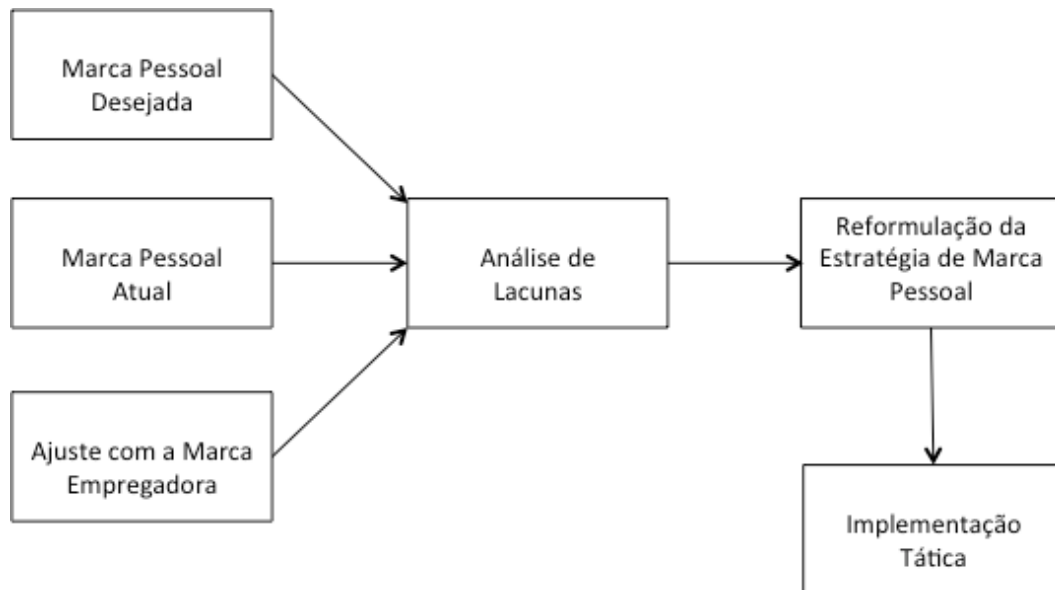 Marca Pessoal
Desejada
Marca Pessoal
Atual
Ajuste com a Marca
Empregadora
Análise de
Lacunas
Reformulação da
Estratégia de Marca
Pessoal
Implementação
Tática